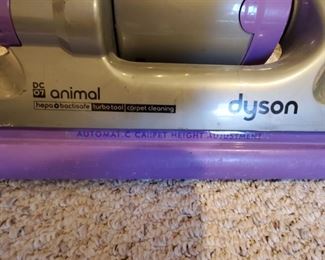 DC
07 animal
hepa bactisafe turbo tool carpet cleaning
dyson
AUTOMATIC CARPET HEIGHT ADJUSTMENT